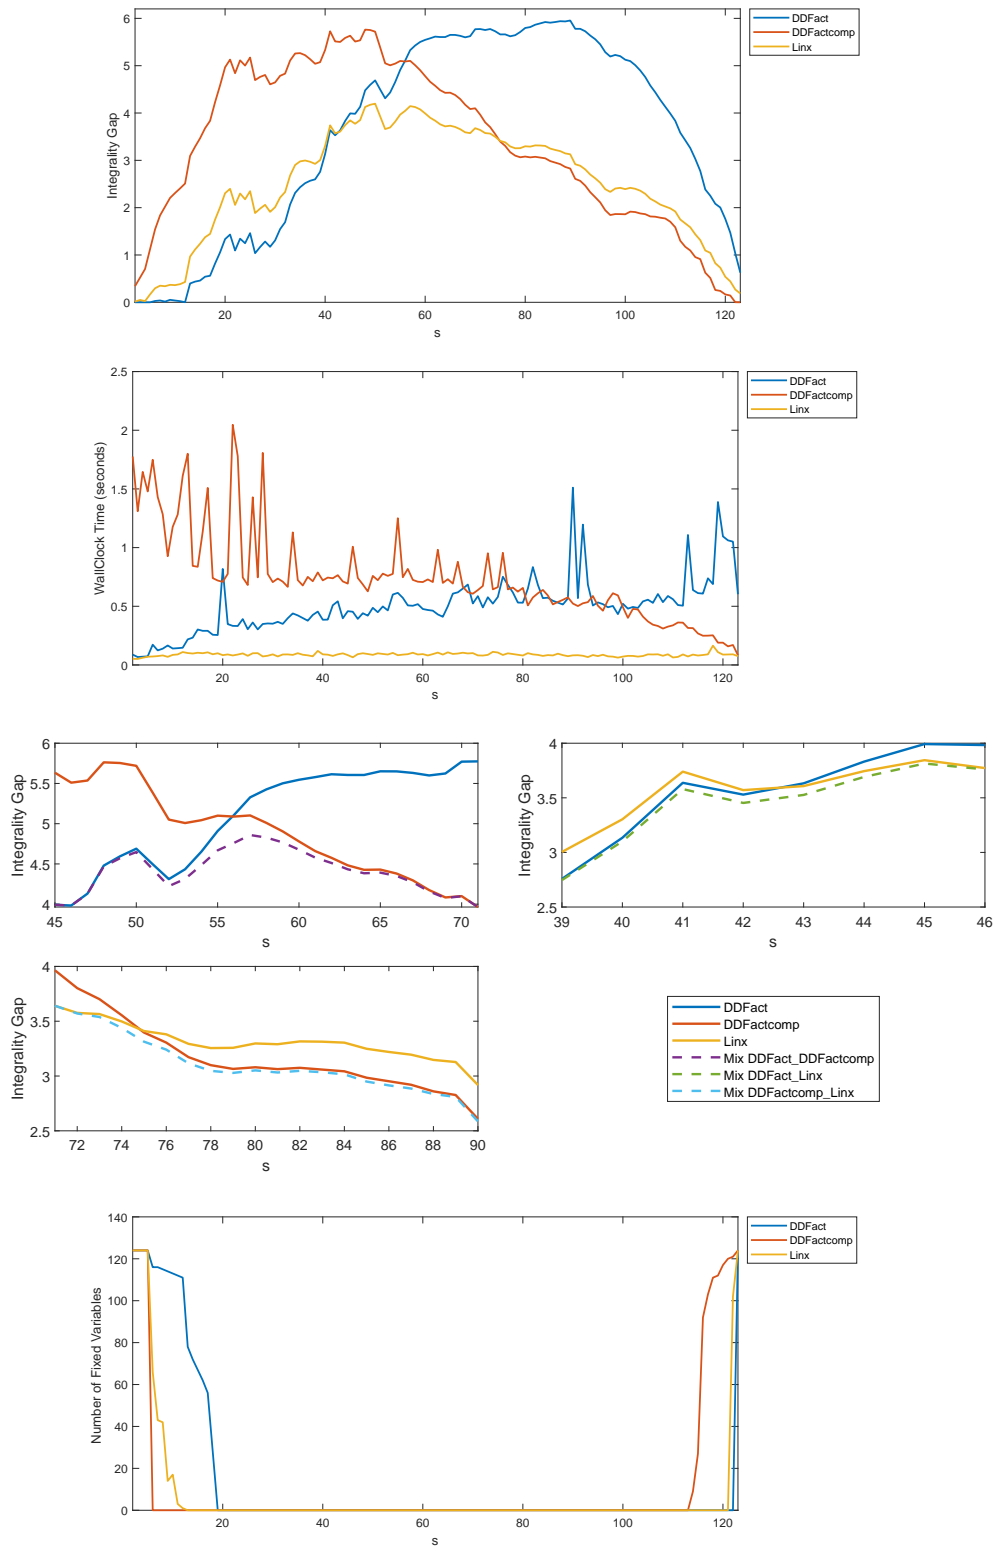 Integrality Gap
6
5
4
3
2
1
0
20 40 60 80 100 120
s
DDFact
DDFactcomp
Linx
WallClock Time (seconds)
2.5
2
1.5
1
0.5
0
20 40 60 80 100 120
s
DDFact
DDFactcomp
Linx
Integrality Gap
6
5.5
5
4.5
4
45 50 55 60 65 70
s
Integrality Gap
4
3.5
3
2.5
39 40 41 42 43 44 45 46
s
Integrality Gap
4
3.5
3
2.5
72 74 76 78 80 82 84 86 88 90
s
DDFact
DDFactcomp
Linx
Mix DDFact_DDFactcomp
Mix DDFact_Linx
Mix DDFactcomp_Linx
Number of Fixed Variables
140
120
100
80
60
40
20
0
20 40 60 80 100 120
s
DDFact
DDFactcomp
Linx